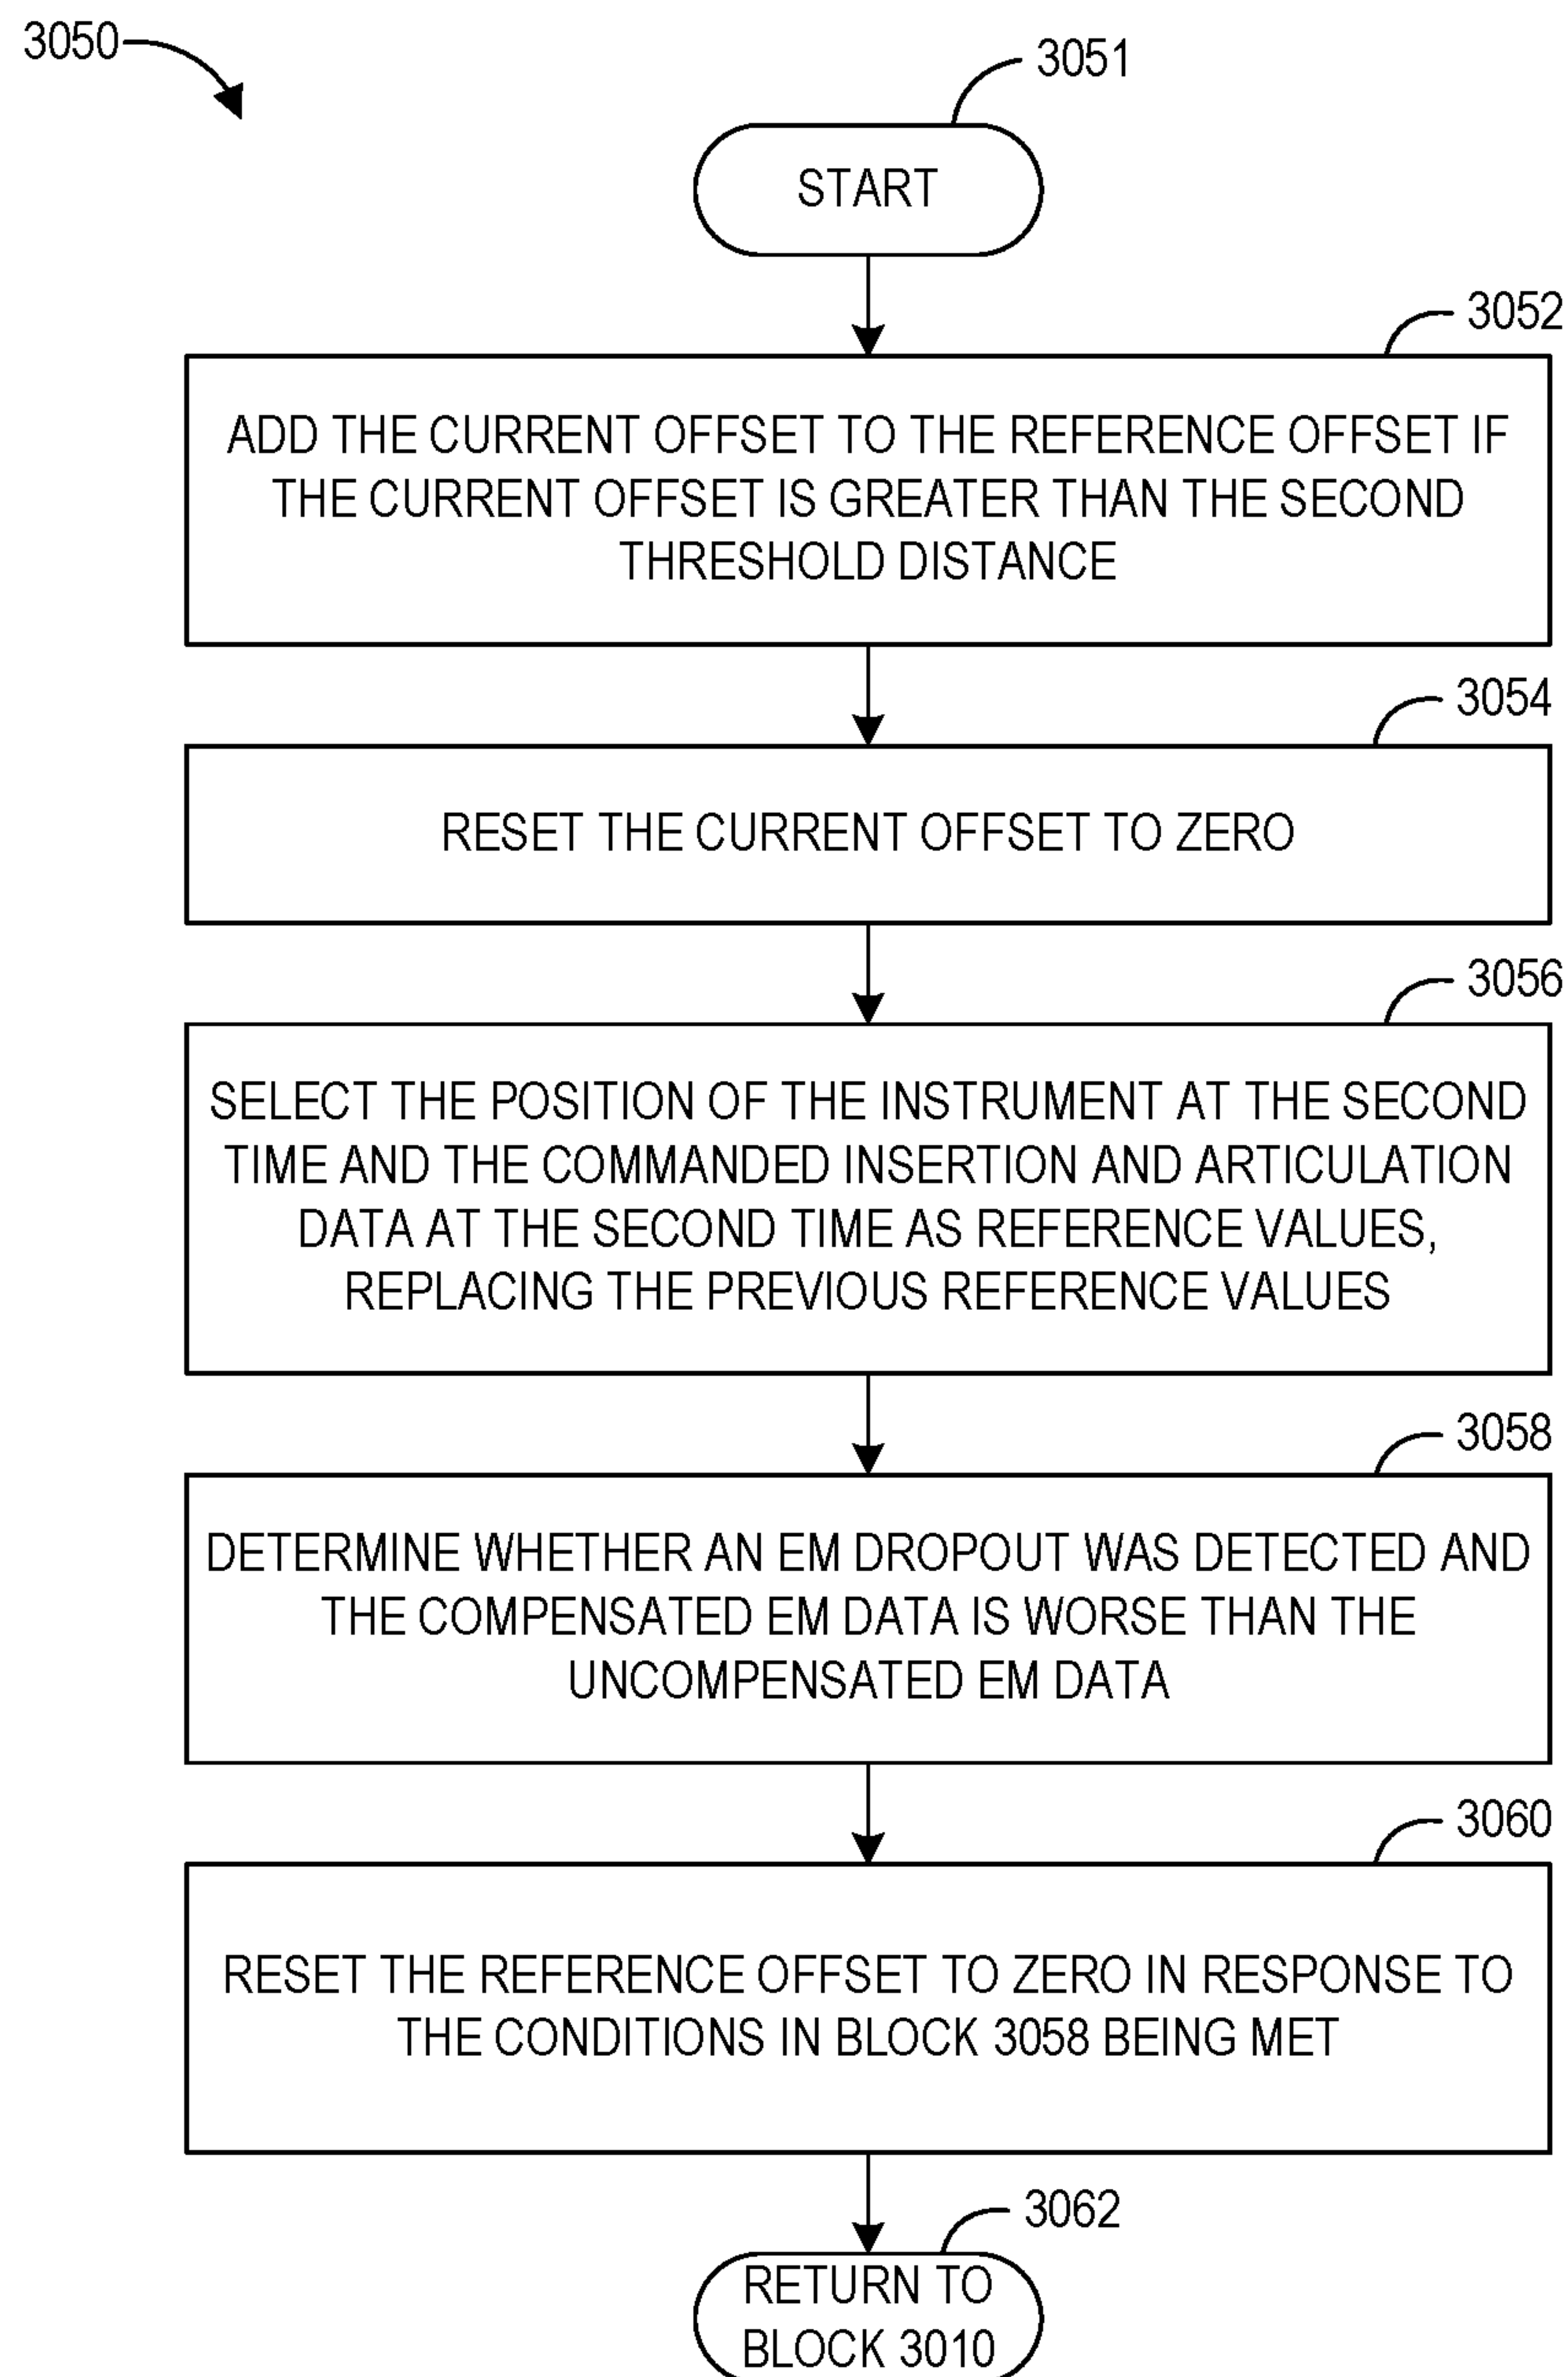 3050
3051
START
3052
ADD THE CURRENT OFFSET TO THE REFERENCE OFFSET IF
THE CURRENT OFFSET IS GREATER THAN THE SECOND
THRESHOLD DISTANCE
3054
RESET THE CURRENT OFFSET TO ZERO
3056
SELECT THE POSITION OF THE INSTRUMENT AT THE SECOND
TIME AND THE COMMANDED INSERTION AND ARTICULATION
DATA AT THE SECOND TIME AS REFERENCE VALUES,
REPLACING THE PREVIOUS REFERENCE VALUES
3058
DETERMINE WHETHER AN EM DROPOUT WAS DETECTED AND
THE COMPENSATED EM DATA IS WORSE THAN THE
UNCOMPENSATED EM DATA
3060
RESET THE REFERENCE OFFSET TO ZERO IN RESPONSE TO
THE CONDITIONS IN BLOCK 3058 BEING MET
3062
RETURN TO
BLOCK 3010